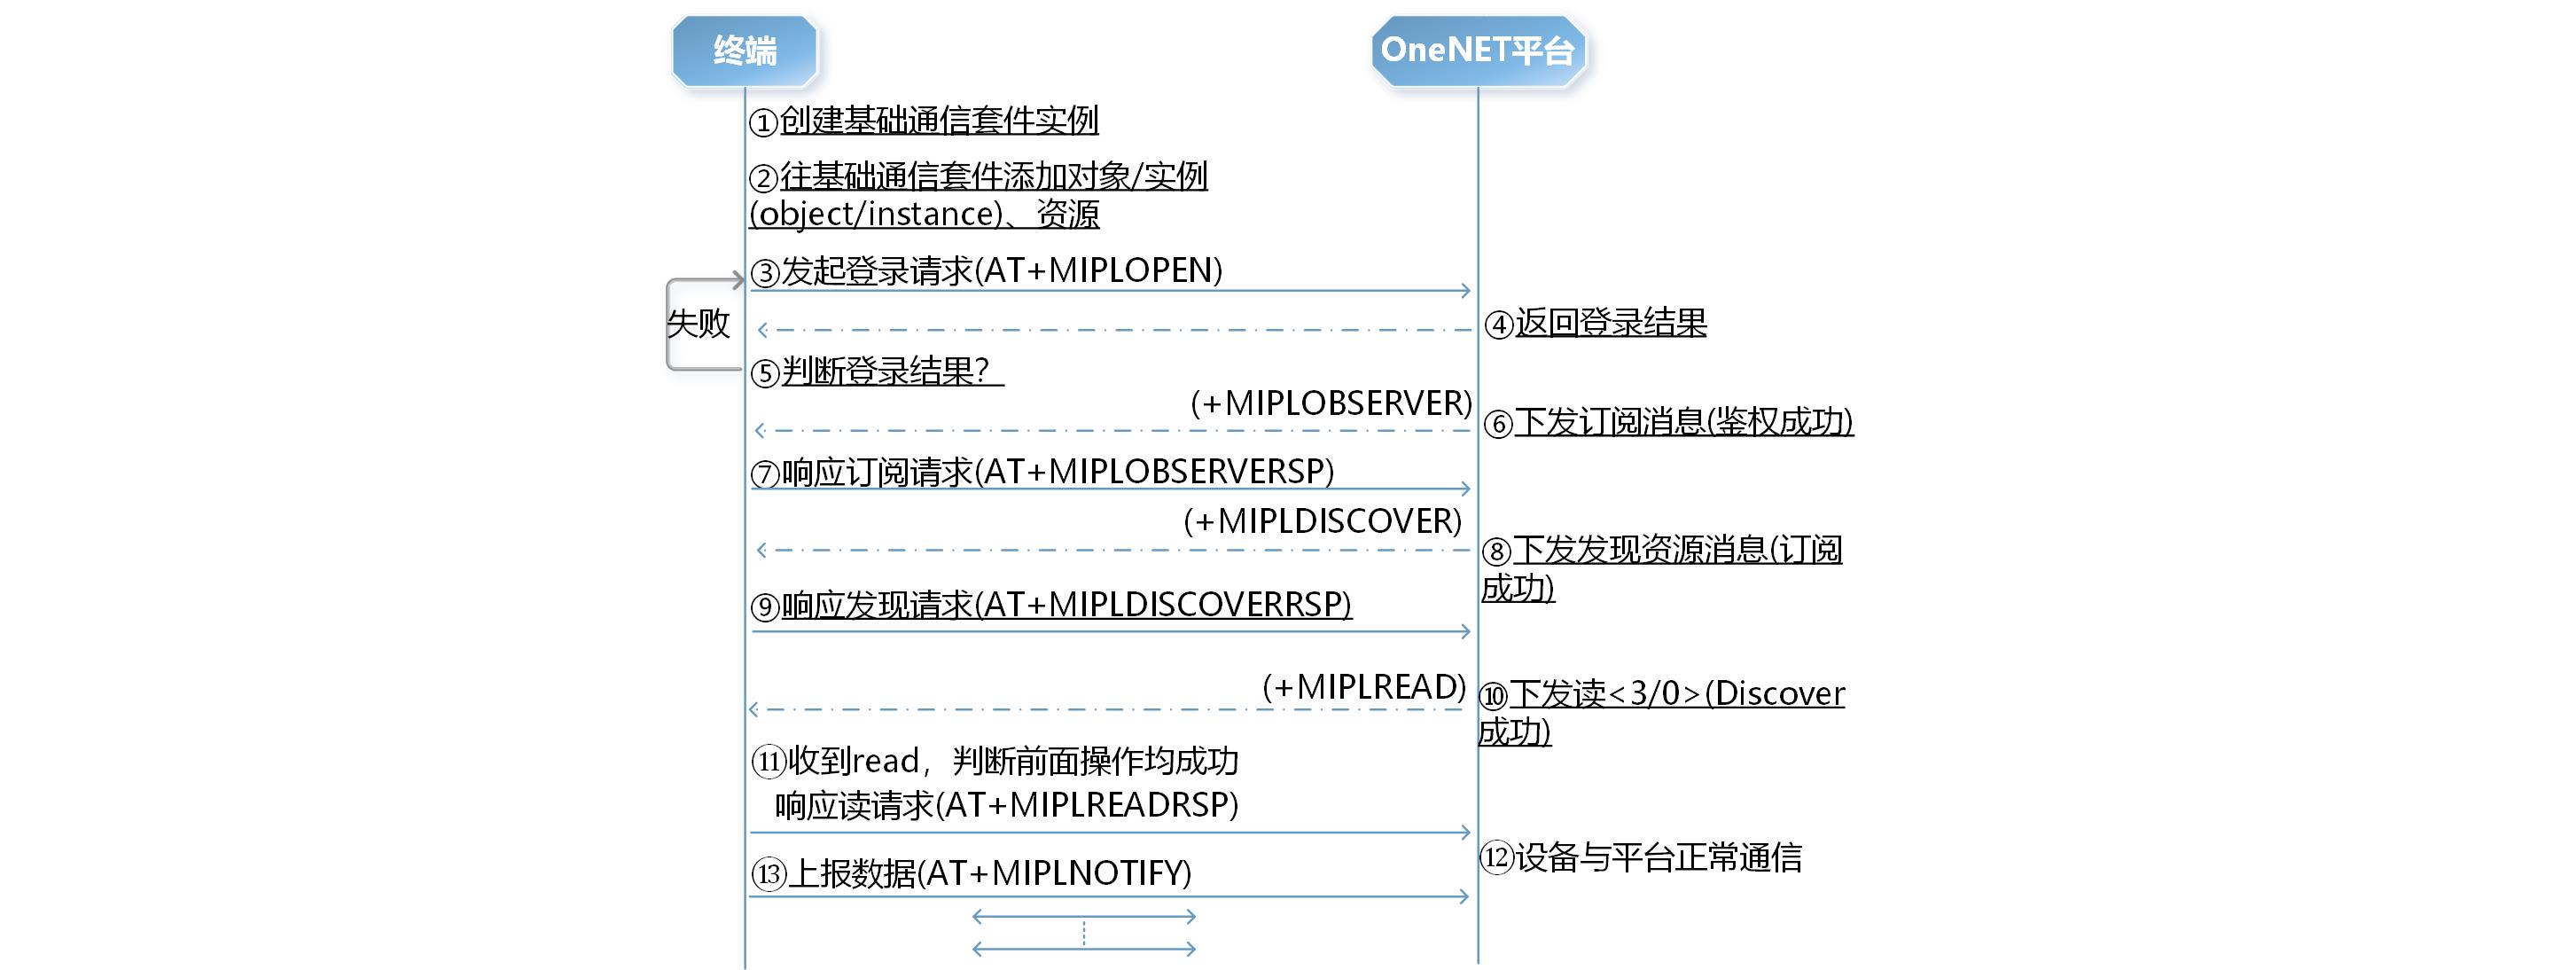 终端
OneNET平台
①创建基础通信套件实例
②往基础通信套件添加对象/实例
(object/instance)、资源
③发起登录请求(AT+MIPLOPEN)
失败
④返回登录结果
⑤判断登录结果?
(+MIPLOBSERVER)
⑥下发订阅消息(鉴权成功)
⑦响应订阅请求(AT+MIPLOBSERVERSP)
(+MIPLDISCOVER)
⑧下发发现资源消息(订阅
成功)
⑨响应发现请求(AT+MIPLDISCOVERRSP)
(+MIPLREAD)
⑩下发读<3/0>(Discover
成功)
⑪收到read，判断前面操作均成功
响应读请求(AT+MIPLREADRSP)
⑫设备与平台正常通信
⑬上报数据(AT+MIPLNOTIFY)